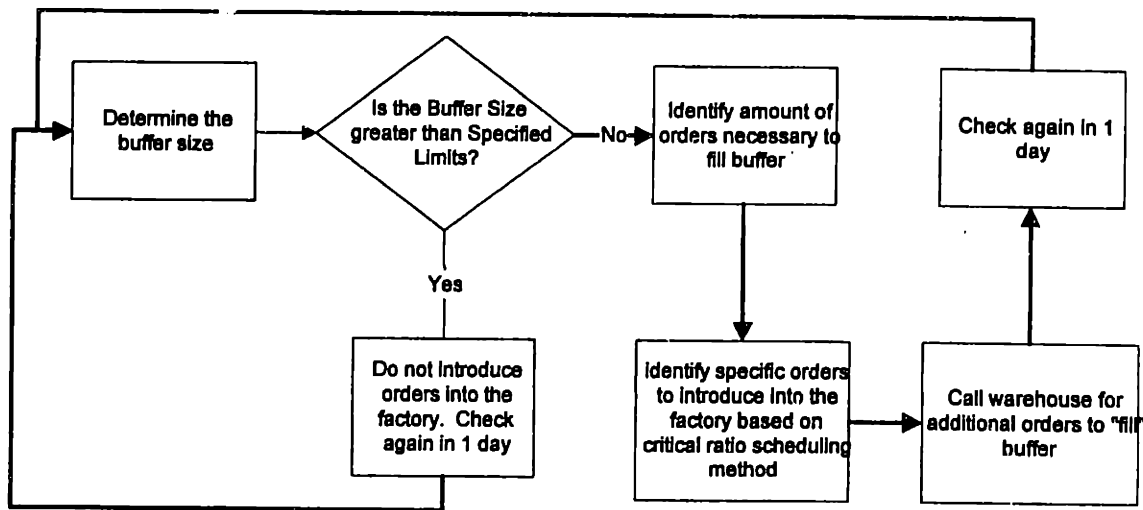 Determine the
buffer size
Is the Buffer Size
greater than Specified
Limits?
No
Identify amount of
orders necessary to
fill buffer
Check again in 1
day
Yes
Do not Introduce
orders into the
factory. Check
again in 1 day
Identify specific orders
to introduce into the
factory based on
critical ratio scheduling
method
Call warehouse for
additional orders to "fill"
buffer